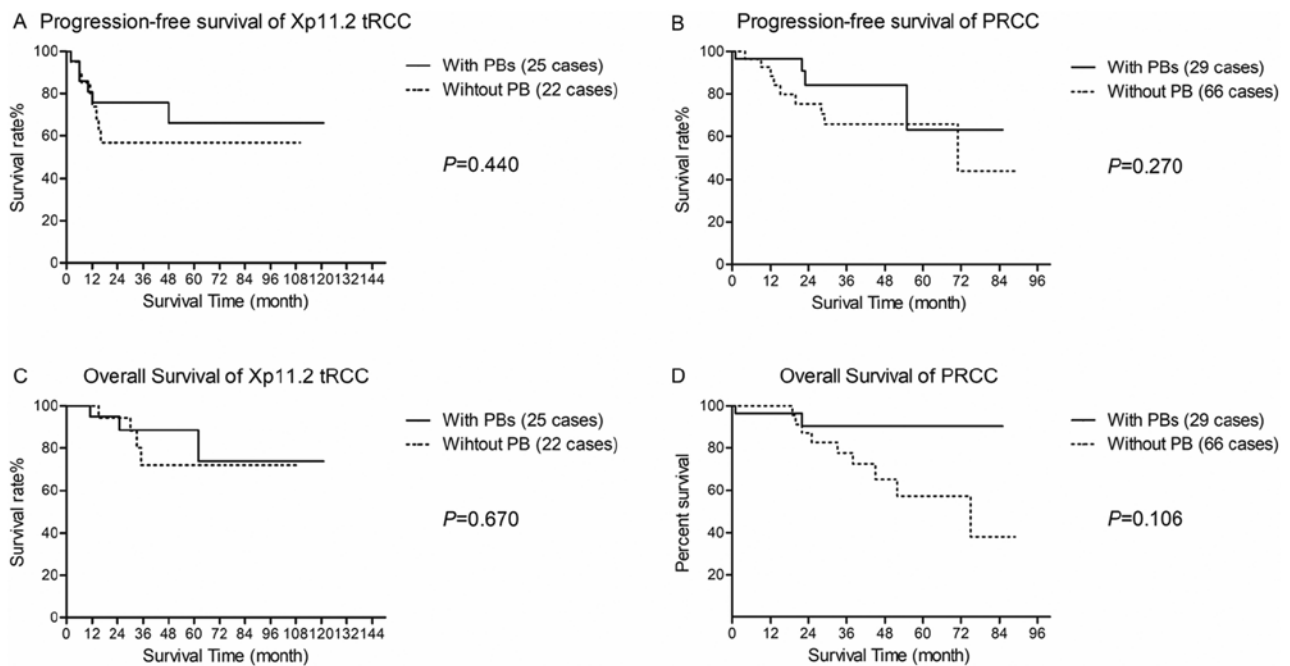 A Progression-free survival of Xp11.2 tRCC
100
80
60
40
20
0
Survival rate%
0 12 24 36 48 60 72 84 96 108 120 132 144
Survival Time (month)
With PBs (25 cases)
Wihtout PB (22 cases)
P=0.440
B Progression-free survival of PRCC
100
80
60
40
20
0
Survival rate%
0 12 24 36 48 60 72 84 96
Surival Time (month)
With PBs (29 cases)
Without PB (66 cases)
P=0.270
C Overall Survival of Xp11.2 tRCC
100
80
60
40
20
0
Survival rate%
0 12 24 36 48 60 72 84 96 108 120 132 144
Survival Time (month)
With PBs (25 cases)
Wihtout PB (22 cases)
P=0.670
D Overall Survival of PRCC
100
80
60
40
20
0
Percent survival
0 12 24 36 48 60 72 84 96
Survival Time (month)
With PBs (29 cases)
Without PB (66 cases)
P=0.106